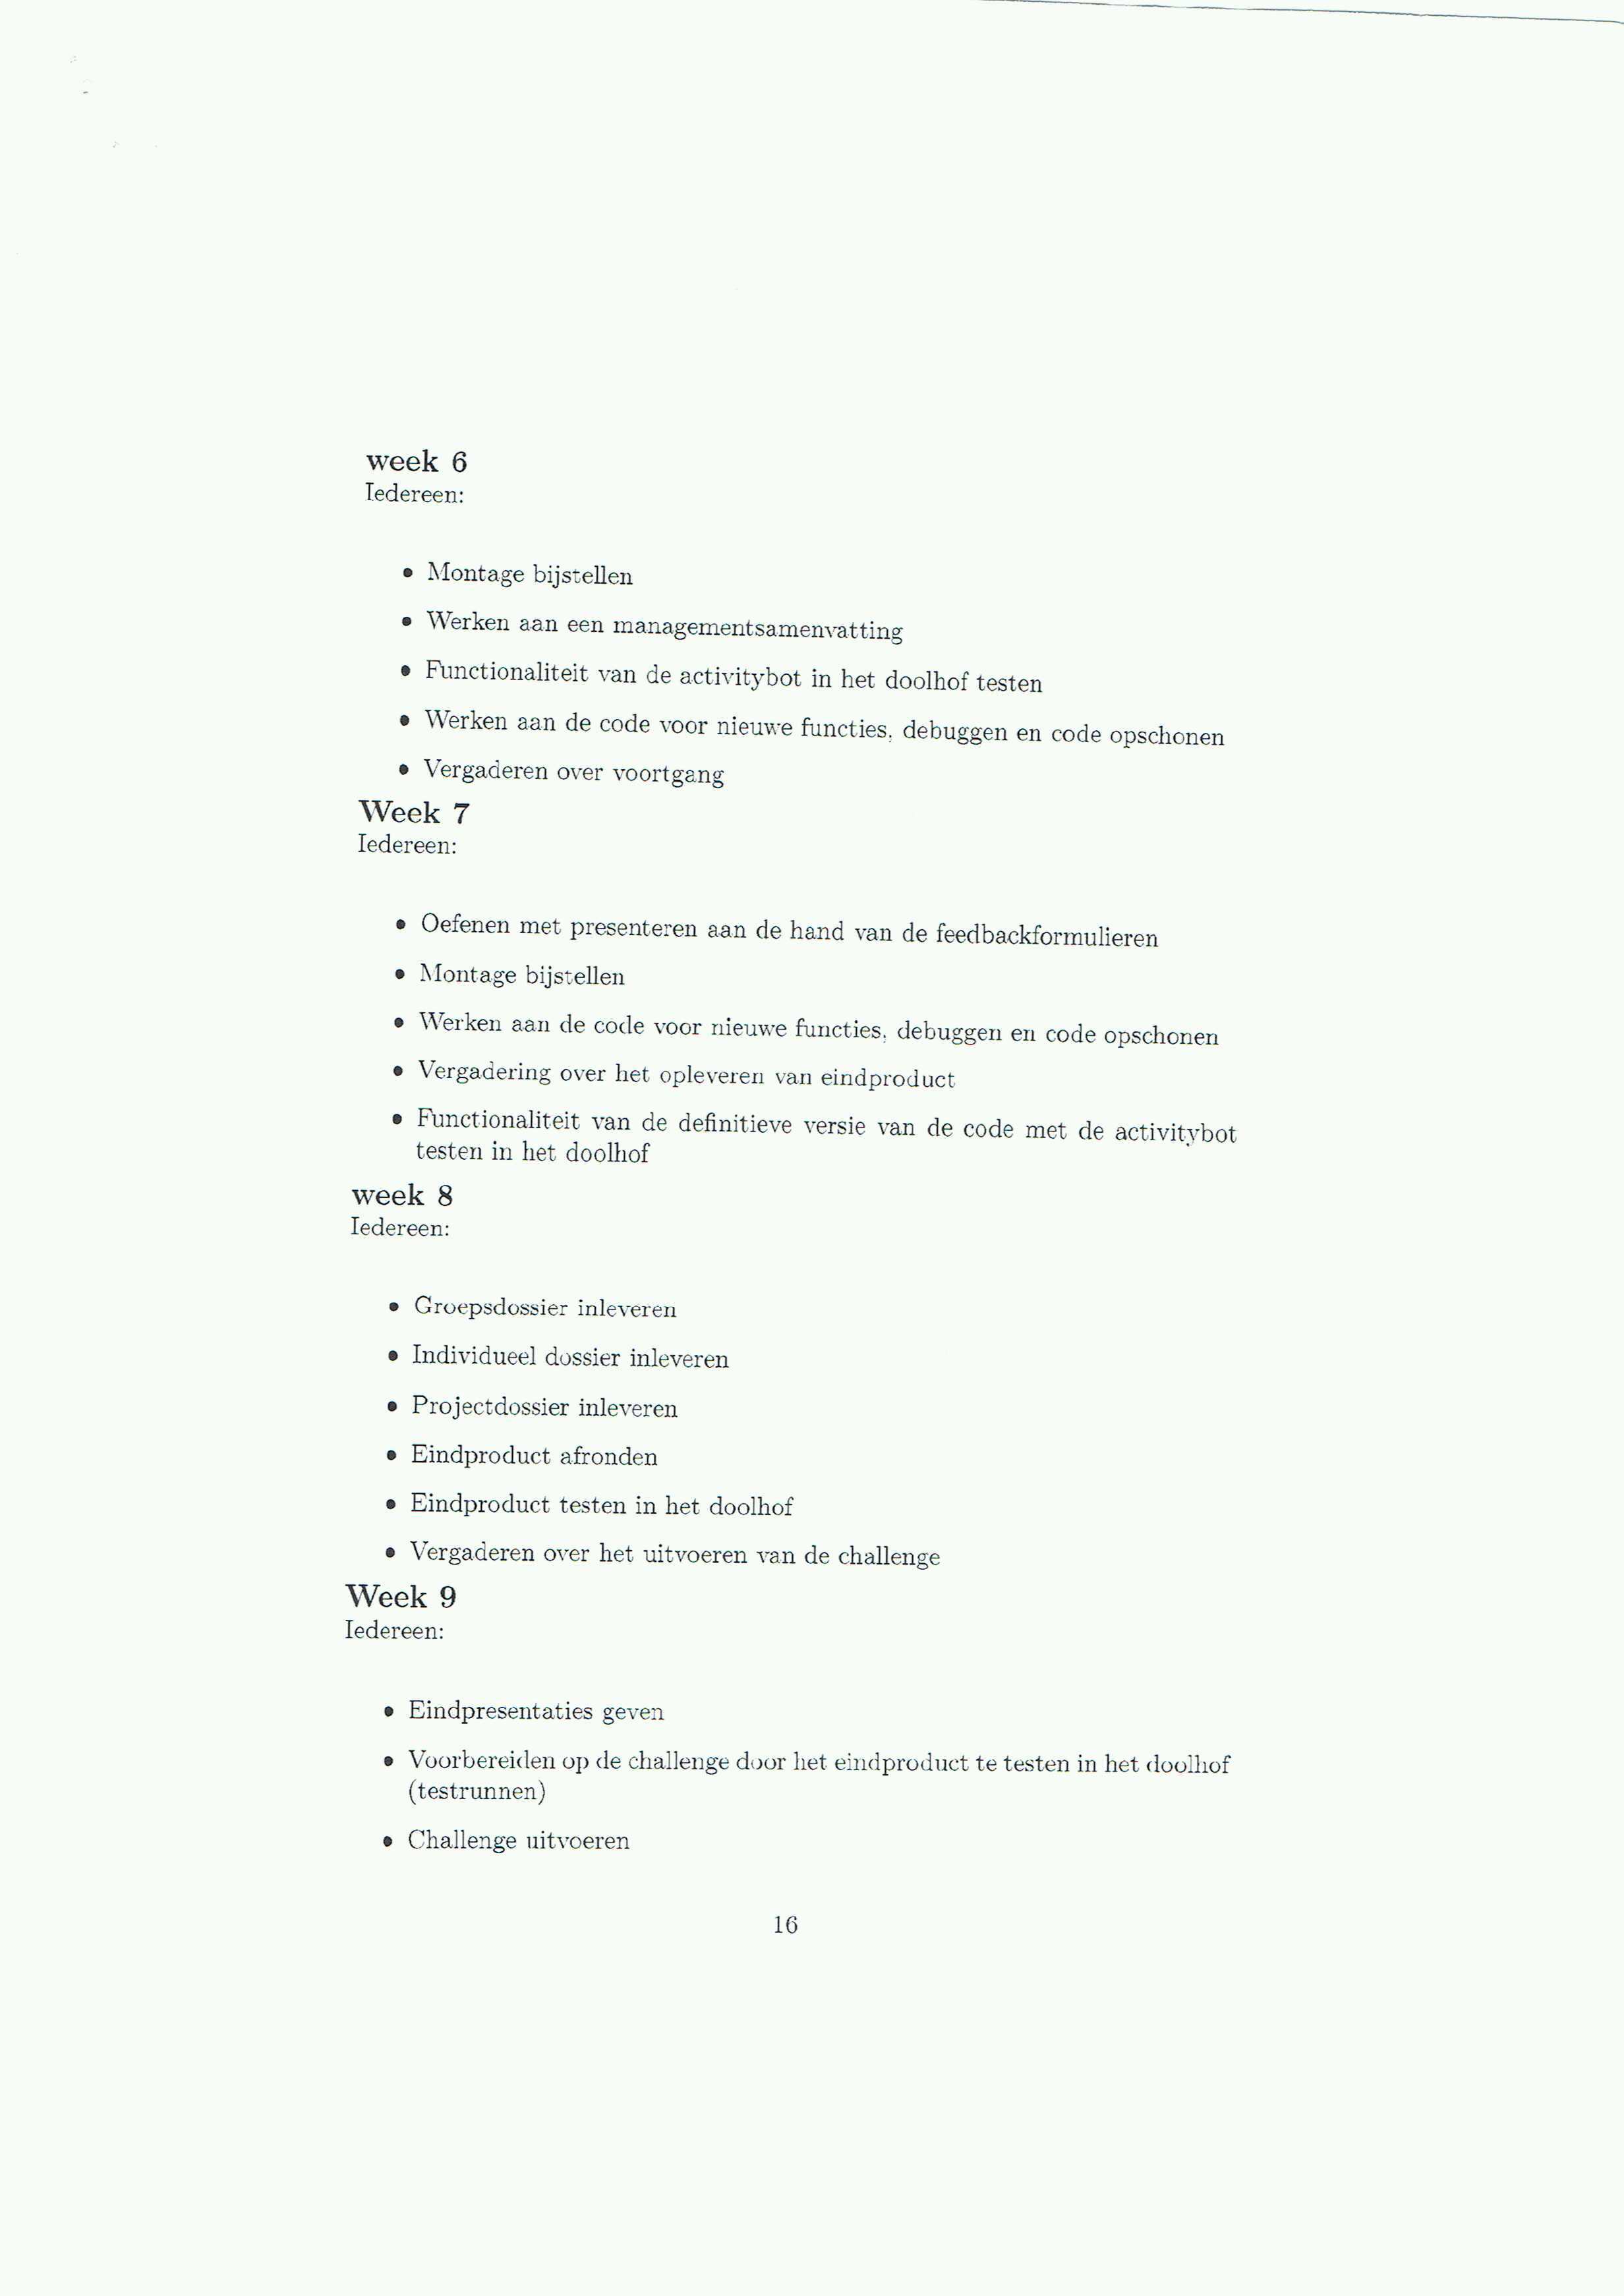 week 6
Iedereen:
• Montage bijstellen
• Werken aan een managementsamenvatting
• Functionaliteit van de activitybot in het doolhof testen
• Werken aan de code voor nieuwe functies, debuggen en code opschonen
• Vergaderen over voortgang
Week 7
Iedereen:
• Oefenen met presenteren aan de hand van de feedbackformulieren
• Montage bijstellen
• Werken aan de code voor nieuwe functies, debuggen en code opschonen
• Vergadering over het opleveren van eindproduct
• Functionaliteit van de definitieve versie van de code met de activitybot
testen in het doolhof
week 8
Iedereen:
• Groepsdossier inleveren
• Individueel dossier inleveren
• Projectdossier inleveren
• Eindproduct afronden
• Eindproduct testen in het doolhof
• Vergaderen over het uitvoeren van de challenge
Week 9
Iedereen:
• Eindpresentaties geven
• Voorbereiden op de challenge door het eindproduct te testen in het doolhof
(testrunnen)
• Challenge uitvoeren
16